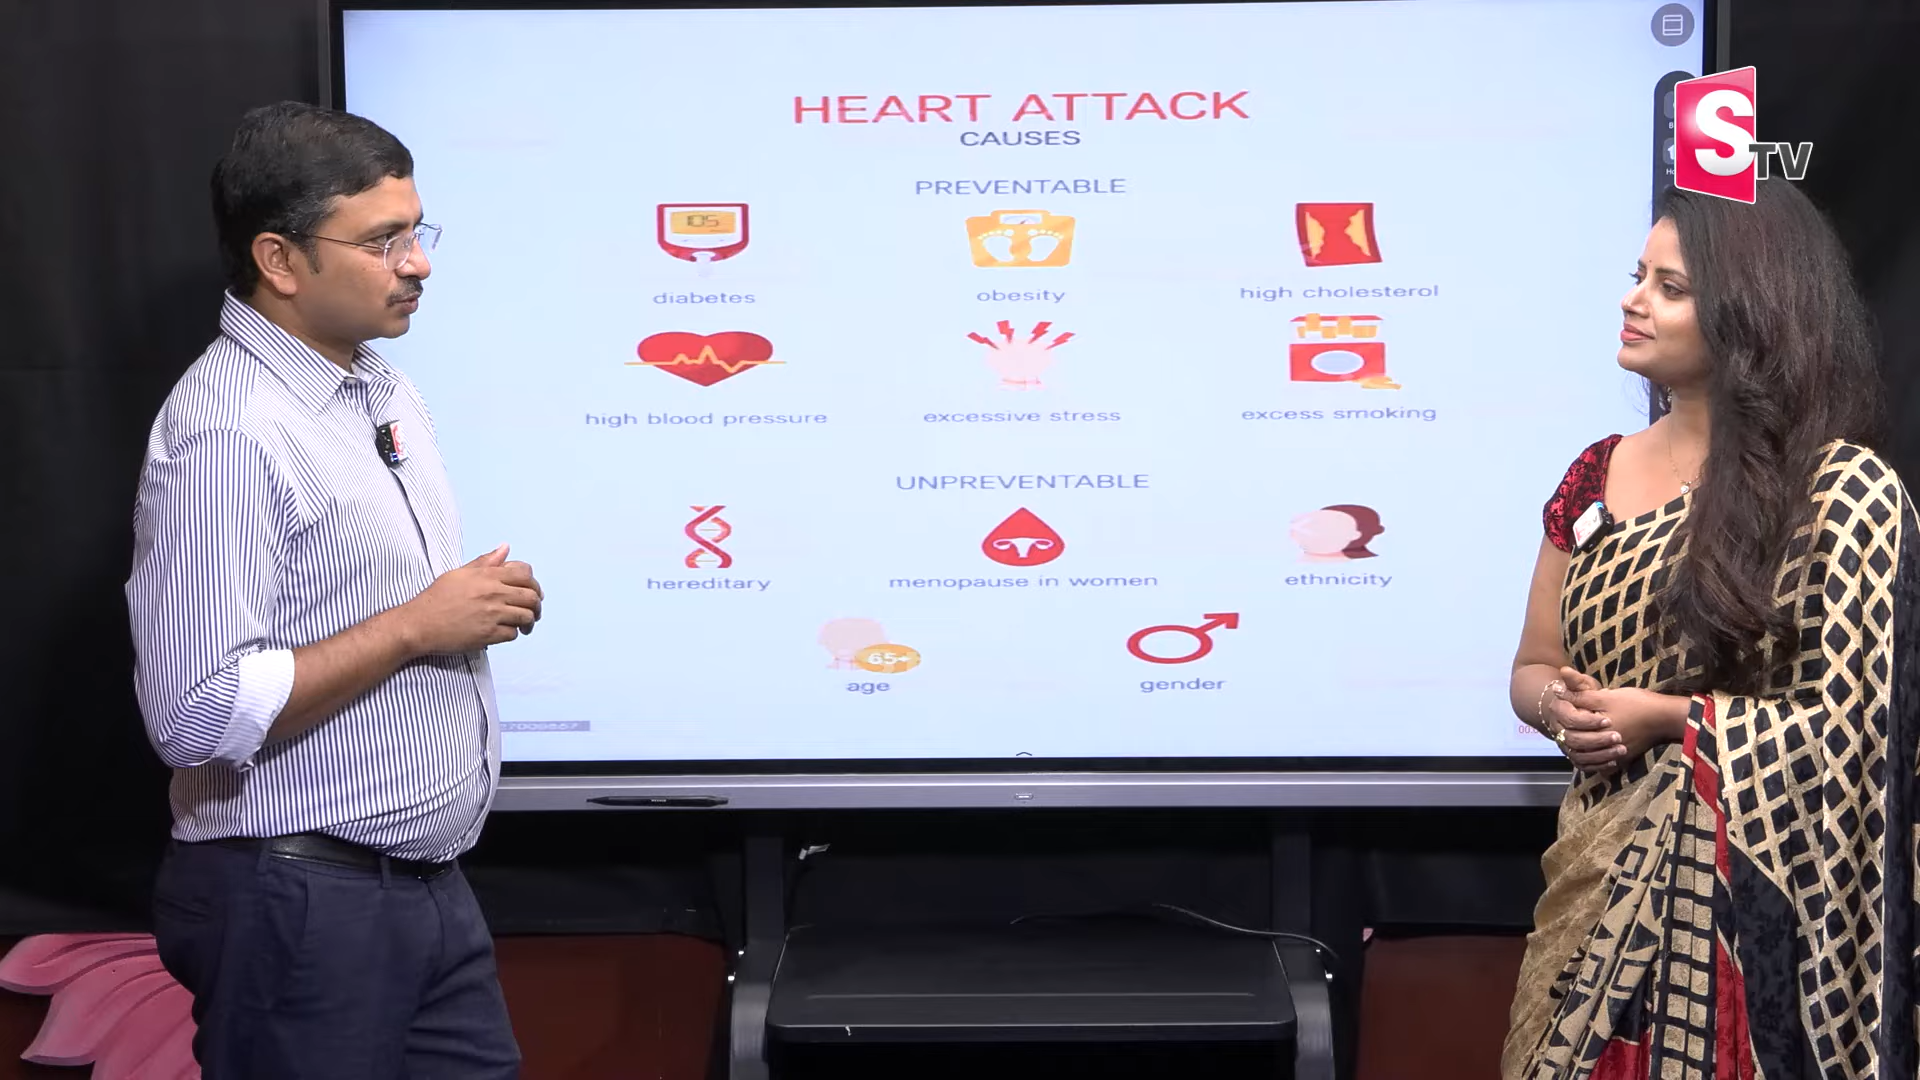 HEART ATTACK
CAUSES
PREVENTABLE
105
diabetes
obesity
high cholesterol
high blood pressure
excessive stress
excess smoking
UNPREVENTABLE
hereditary
menopause in women
ethnicity
65+
age
gender
STV